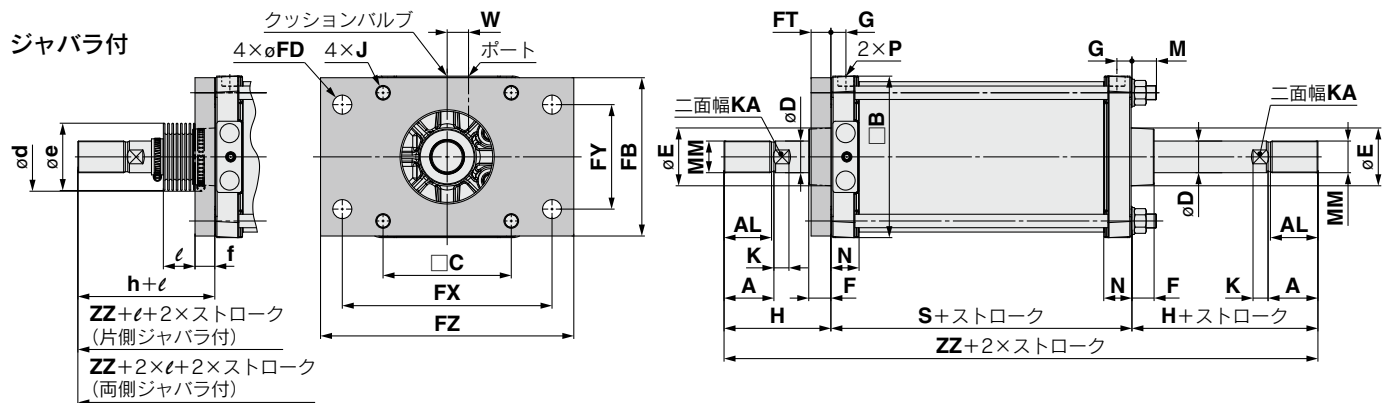 ジャバラ付
ød
øe
ℓ
f
h+ℓ
ZZ+ℓ+2×ストローク
(片側ジャバラ付)
ZZ+2×ℓ+2×ストローク
(両側ジャバラ付)
クッションバルブ
W
4×øFD
4×J
ポート
FY
FB
□C
FX
FZ
FT
G
2×P
G
M
二面幅KA
二面幅KA
øD
□B
øE
MM
øD
MM
øE
AL
AL
K
N
K
A
F
N
F
A
H
S+ストローク
H+ストローク
ZZ+2×ストローク